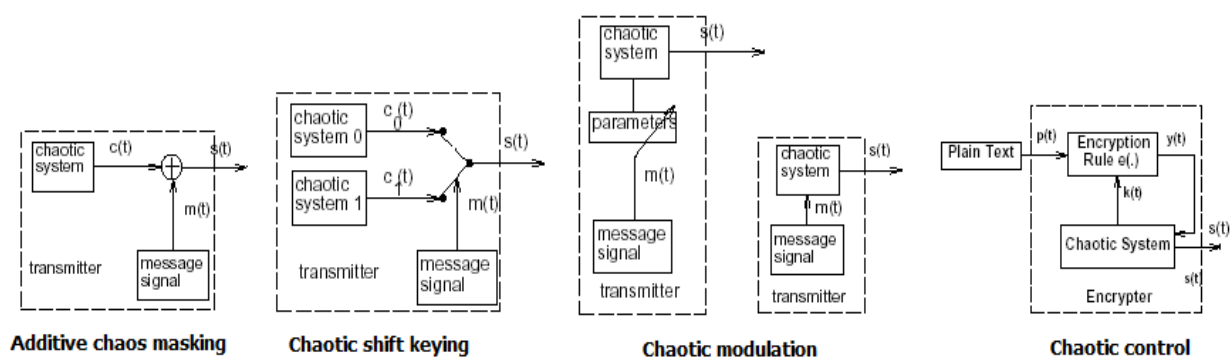 chaotic
system
c(t)
s(t)
m(t)
message
signal
transmitter
Additive chaos masking
chaotic
system 0
c (t)
0
chaotic
system 1
c (t)
1
s(t)
m(t)
message
signal
transmitter
Chaotic shift keying
chaotic
system
s(t)
parameters
m(t)
message
signal
transmitter
chaotic
system
s(t)
m(t)
message
signal
transmitter
Chaotic modulation
Plain Text
p(t)
Encryption
Rule e(.)
y(t)
k(t)
Chaotic System
s(t)
s(t)
Encrypter
Chaotic control